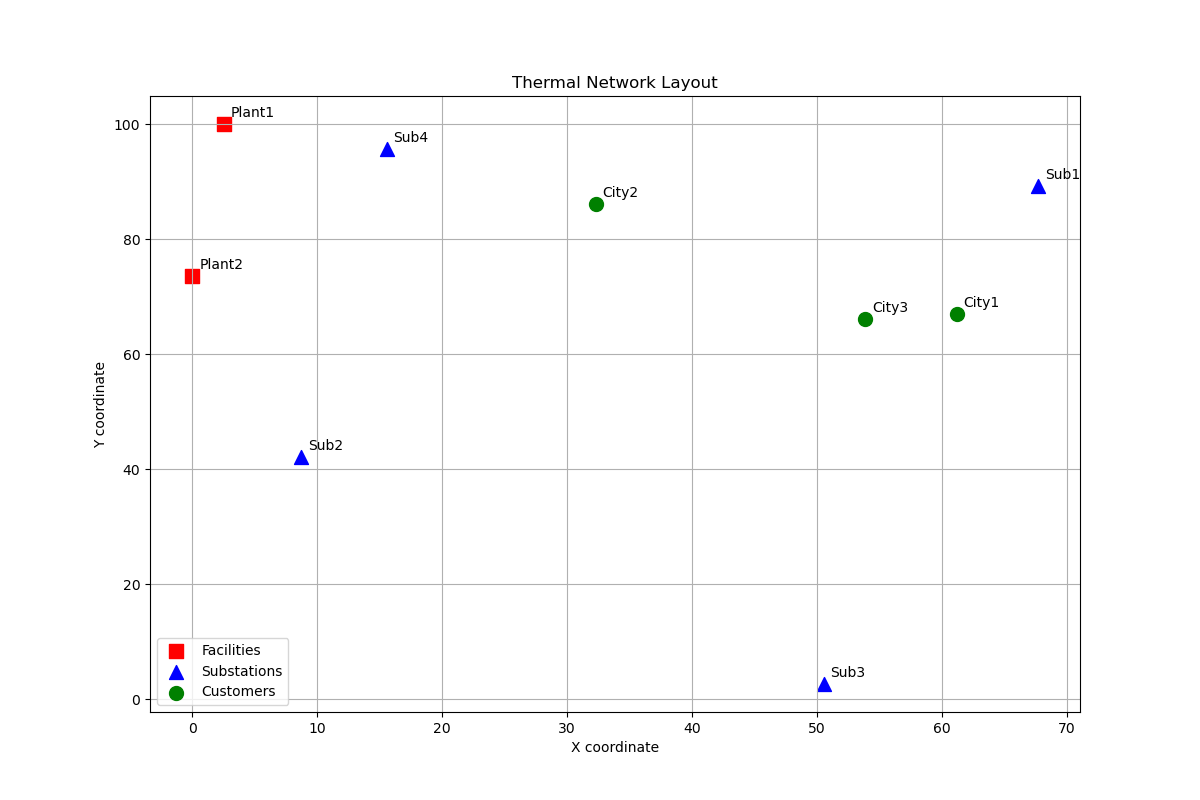 Thermal Network Layout
Plant1
Sub4
Sub1
City2
Plant2
City3
City1
Sub2
Sub3
Y coordinate
100
80
60
40
20
0
Facilities
Substations
Customers
0 10 20 30 40 50 60 70
X coordinate